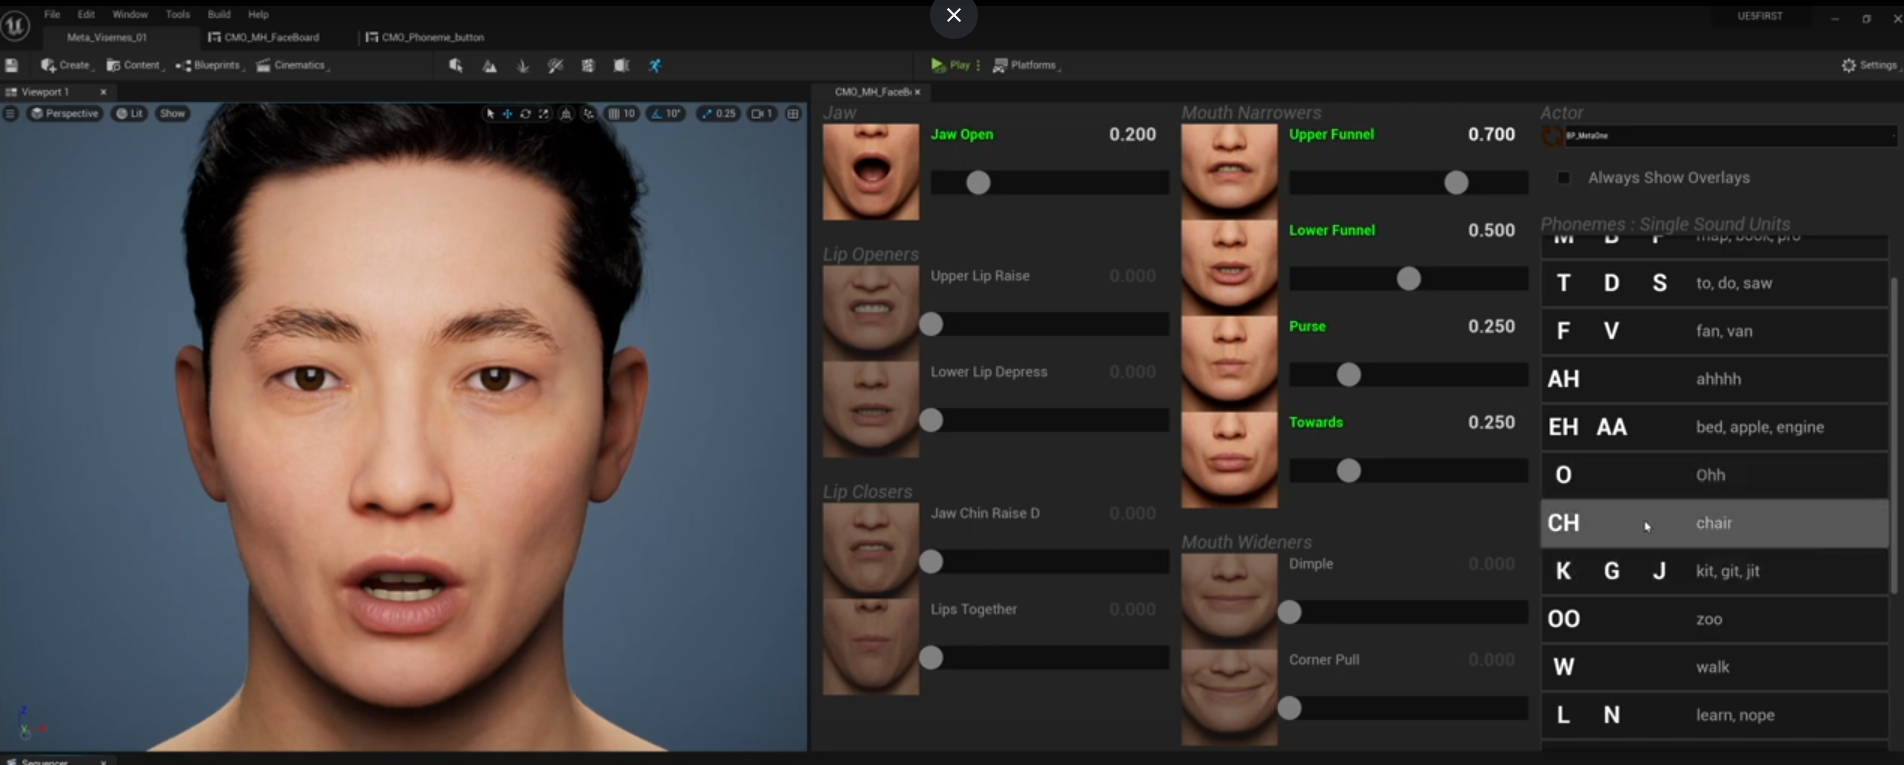 File Edit Window Tools Build Help
UE5FIRST
Meta_Visemes_01 CMO_MH_FaceBoard CMO_Phoneme_button
Create Content Blueprints Cinematics Play Platforms Settings
Viewport 1
Perspective Lit Show 10 10° 0.25 1
CMO_MH_FaceB
Jaw
Jaw Open 0.200
Lip Openers
Upper Lip Raise 0.000
Lower Lip Depress 0.000
Lip Closers
Jaw Chin Raise D 0.000
Lips Together 0.000
Mouth Narrowers
Upper Funnel 0.700
Lower Funnel 0.500
Purse 0.250
Towards 0.250
Mouth Wideners
Dimple 0.000
Corner Pull 0.000
Actor
BP_MetaOne
Always Show Overlays
Phonemes : Single Sound Units
M B P map, book, pro
T D S to, do, saw
F V fan, van
AH ahhhh
EH AA bed, apple, engine
O Ohh
CH chair
K G J kit, git, jit
OO zoo
W walk
L N learn, nope
Sequencer